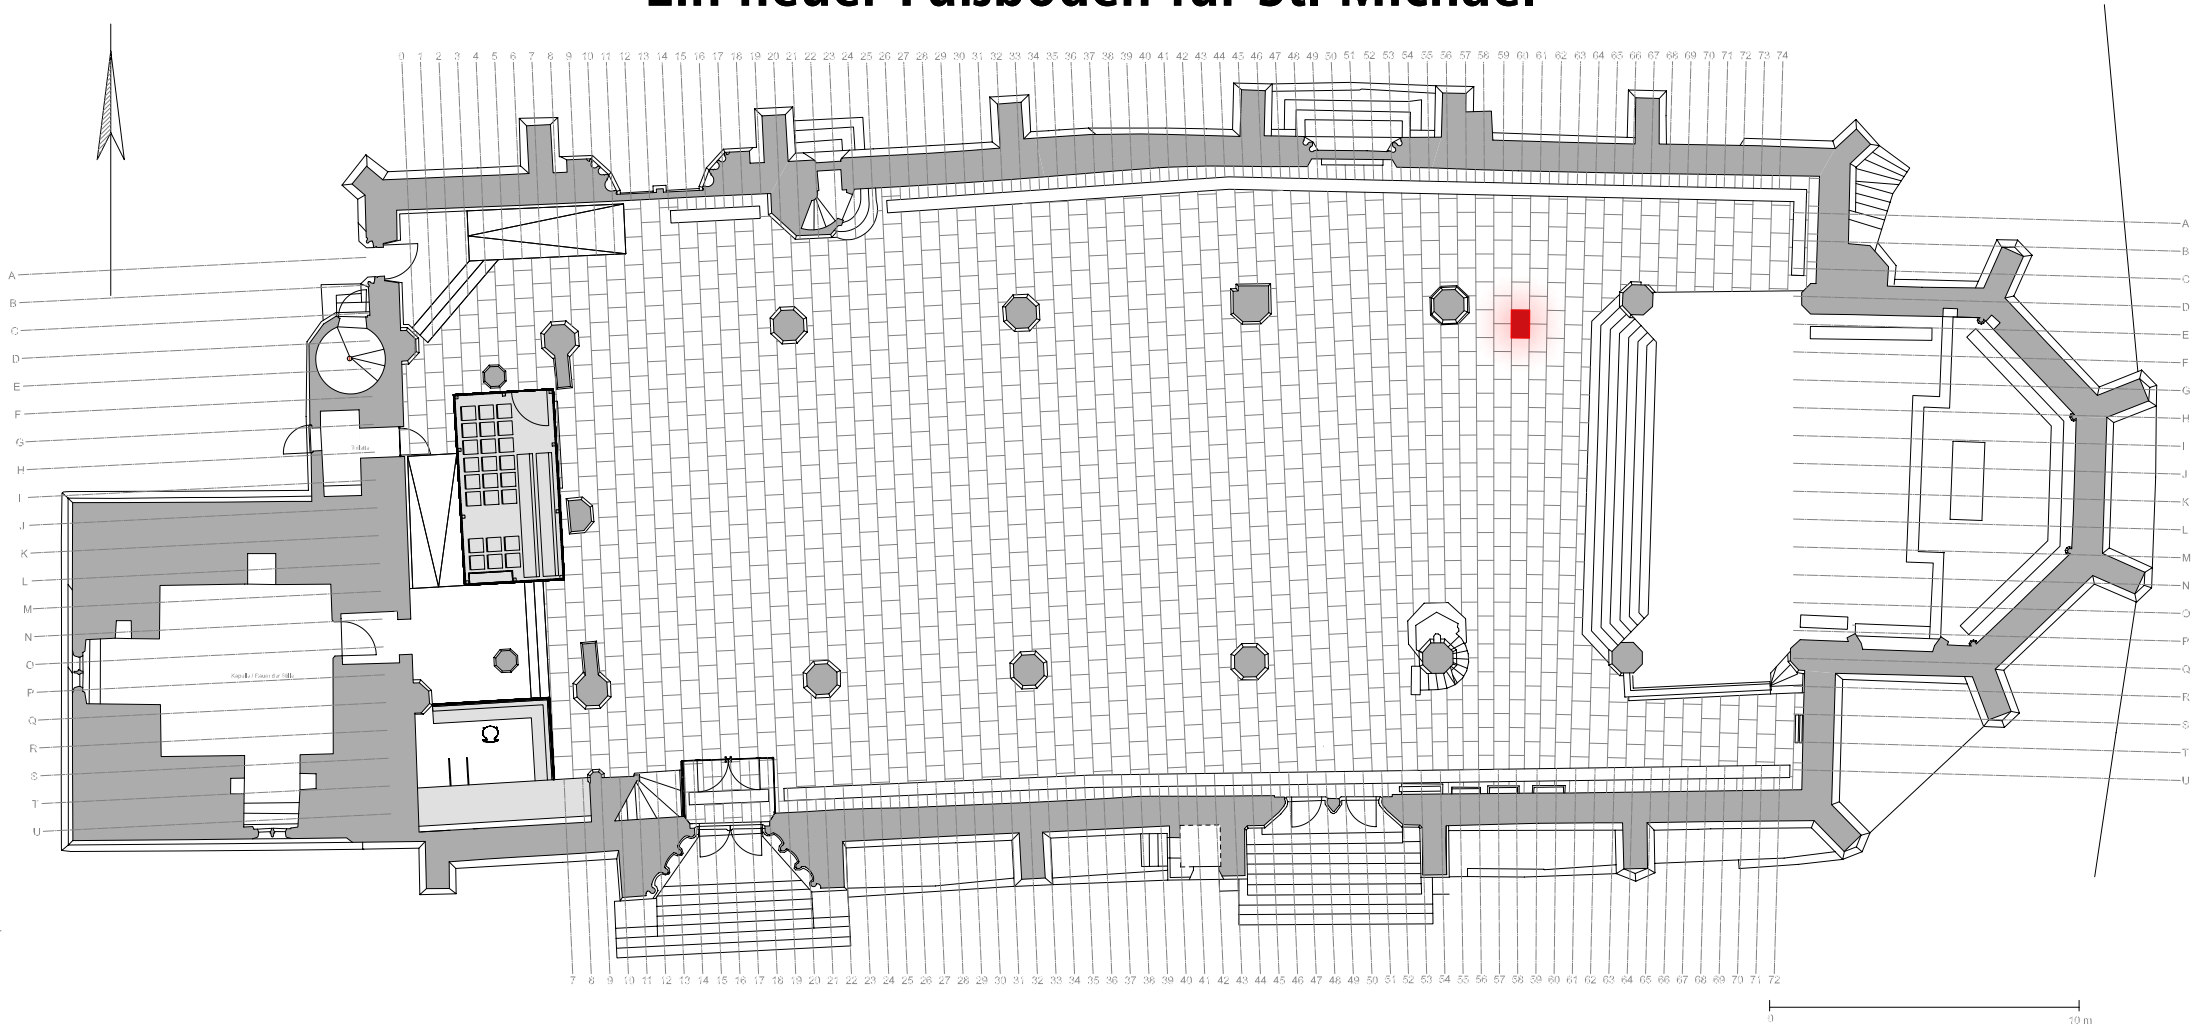 Ein neuer Fußboden für St. Michael
0 1 2 3 4 5 6 7 8 9 10 11 12 13 14 15 16 17 18 19 20 21 22 23 24 25 26 27 28 29 30 31 32 33 34 35 36 37 38 39 40 41 42 43 44 45 46 47 48 49 50 51 52 53 54 55 56 57 58 59 60 61 62 63 64 65 66 67 68 69 70 71 72 73 74
A
B
C
D
E
F
G
H
I
J
K
L
M
N
O
P
Q
R
S
T
U
Kapelle / Raum der Stille
A
B
C
D
E
F
G
H
I
J
K
L
M
N
O
P
Q
R
S
T
U
7 8 9 10 11 12 13 14 15 16 17 18 19 20 21 22 23 24 25 26 27 28 29 30 31 32 33 34 35 36 37 38 39 40 41 42 43 44 45 46 47 48 49 50 51 52 53 54 55 56 57 58 59 60 61 62 63 64 65 66 67 68 69 70 71 72
0 10 m